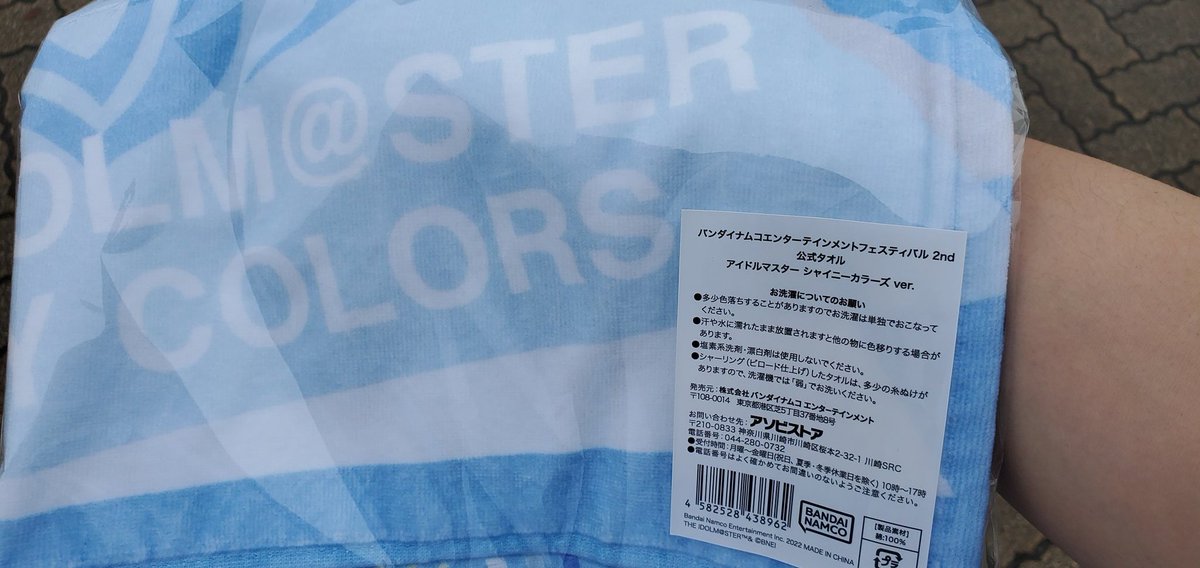 OLM@STER
COLORS
バンダイナムコエンターテインメントフェスティバル 2nd
公式タオル
アイドルマスター シャイニーカラーズ ver.
お洗濯についてのお願い
●多少色落ちすることがありますのでお洗濯は単独でおこなって
ください。
●汗や水に濡れたまま放置されますと他の物に色移りする場合が
あります。
●塩素系洗剤・漂白剤は使用しないでください。
●シャーリング(ビロード仕上げ)したタオルは、多少の糸ぬけが
ありますので、洗濯機では「弱」でお洗いください。
発売元:株式会社 バンダイナムコ エンターテインメント
〒108-0014 東京都港区芝5丁目37番地8号
お問い合わせ先:アソビストア
〒210-0833 神奈川県川崎市川崎区桜本2-32-1 川崎SRC
電話番号:044-280-0732
●受付時間:月曜～金曜日(祝日、夏季・冬季休業日を除く) 10時～17時
●電話番号はよく確かめてお間違いのないようご注意ください。
4 582528 438962
BANDAI
NAMCO
【製品素材】
綿:100%
プラ
Bandai Namco Entertainment Inc. 2022 MADE IN CHINA
THE IDOLM@STER™& ©BNEI